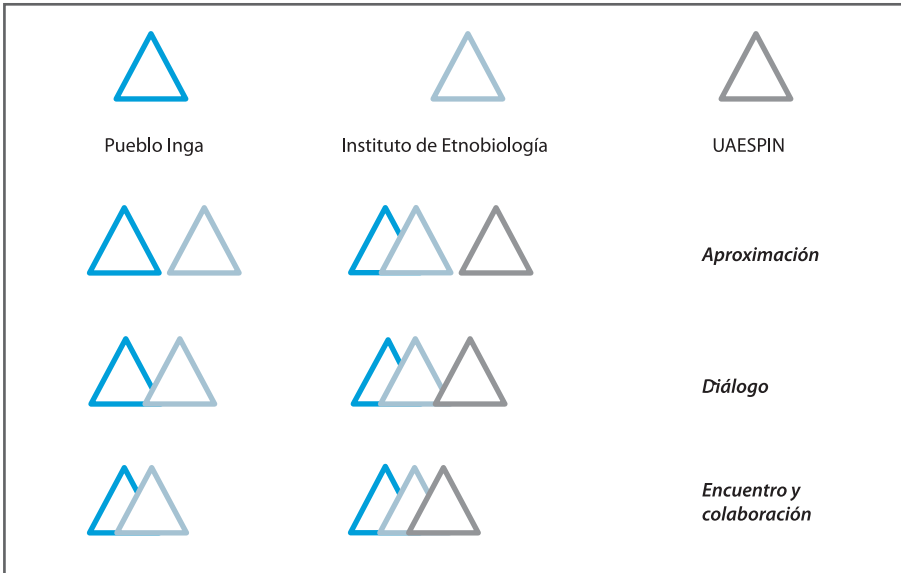 Pueblo Inga
Instituto de Etnobiología
UAESPIN
Aproximación
Diálogo
Encuentro y
colaboración